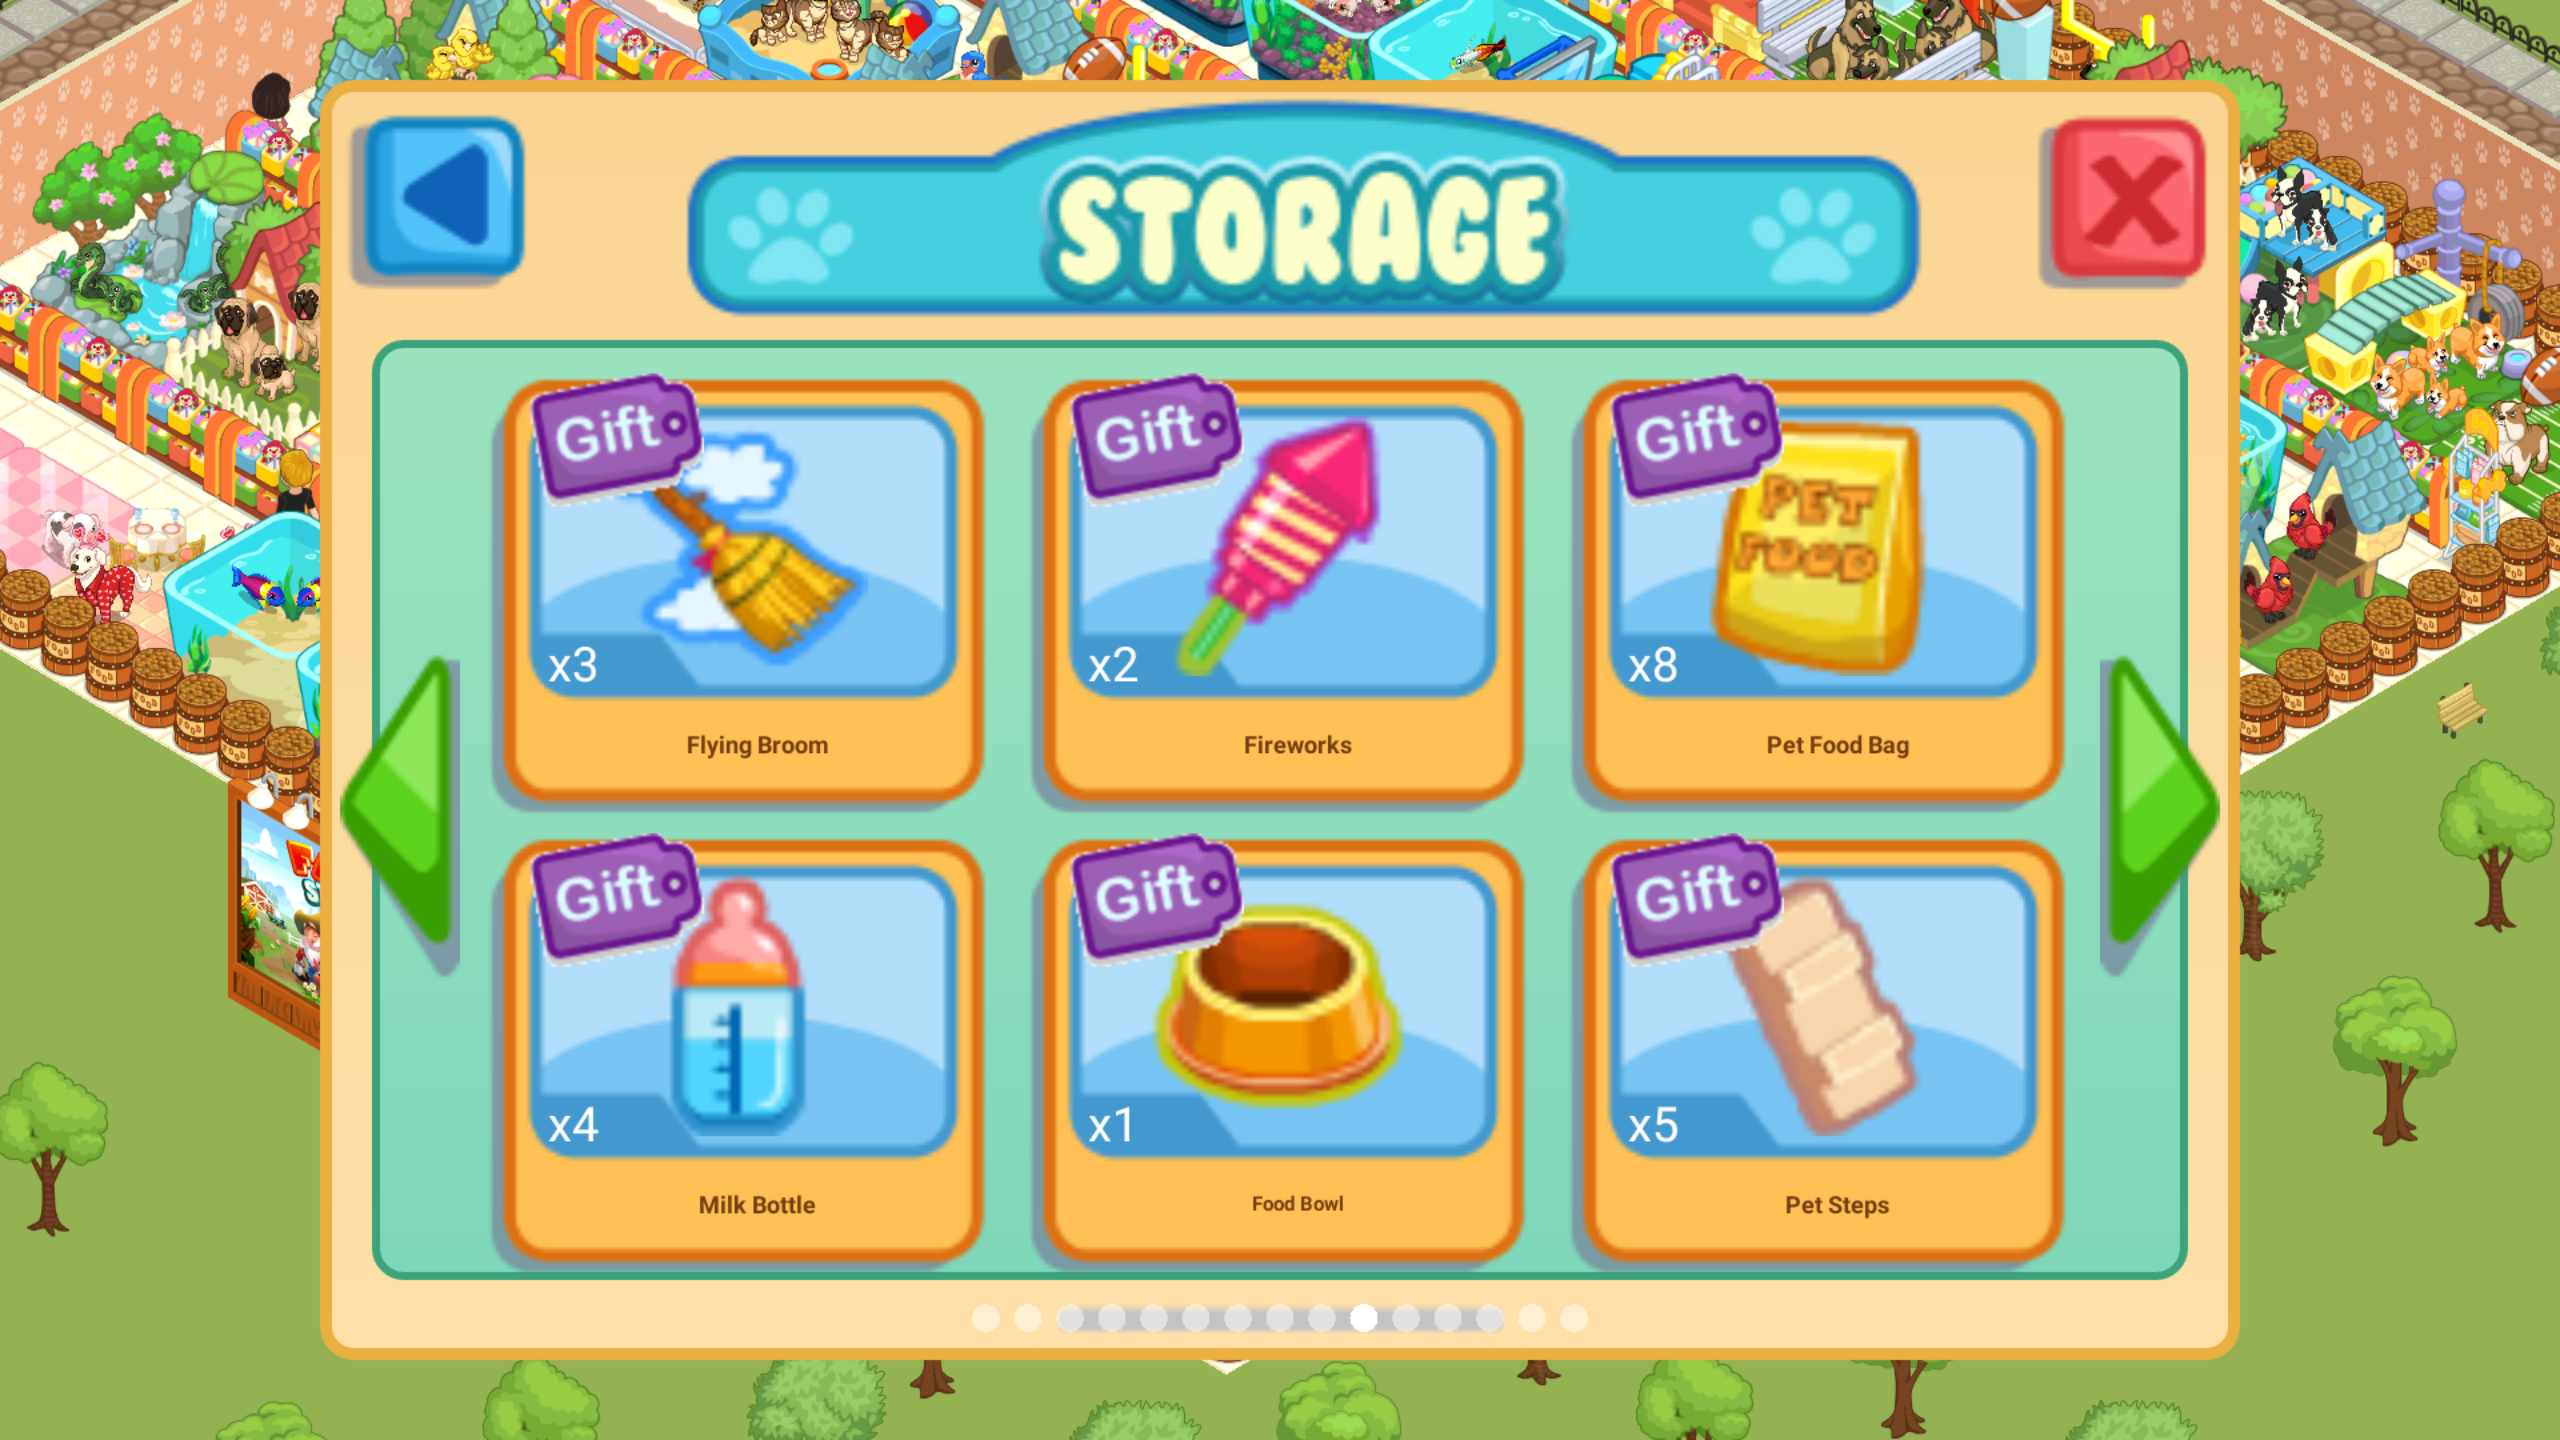 STORAGE
Gift
x3
Flying Broom
Gift
x2
Fireworks
Gift
PET
FOOD
x8
Pet Food Bag
Gift
x4
Milk Bottle
Gift
x1
Food Bowl
Gift
x5
Pet Steps